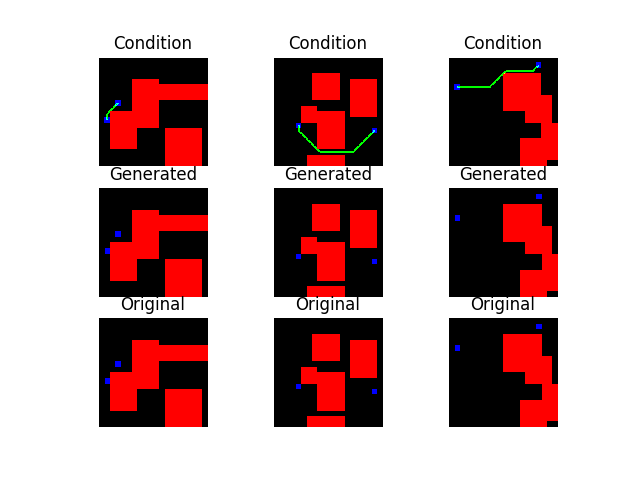 Condition Condition Condition
Generated Generated Generated
Original Original Original